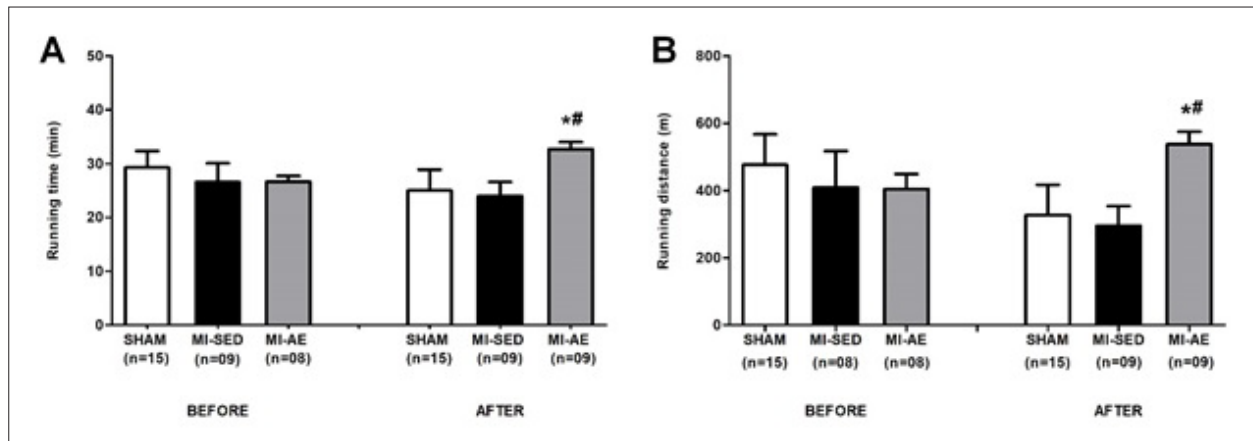 A
Running time (min)
50
40
30
20
10
0
*#
SHAM MI-SED MI-AE SHAM MI-SED MI-AE
(n=15) (n=09) (n=08) (n=15) (n=09) (n=09)
BEFORE AFTER
B
Running distance (m)
800
600
400
200
0
*#
SHAM MI-SED MI-AE SHAM MI-SED MI-AE
(n=15) (n=08) (n=08) (n=15) (n=09) (n=09)
BEFORE AFTER